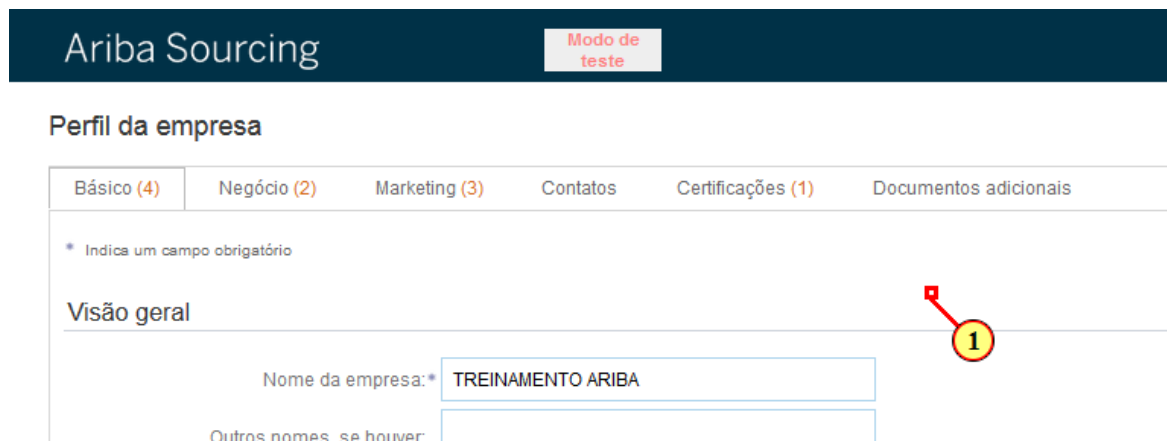 Ariba Sourcing
Modo de
teste
Perfil da empresa
Básico (4) Negócio (2) Marketing (3) Contatos Certificações (1) Documentos adicionais
* Indica um campo obrigatório
Visão geral
1
Nome da empresa:* TREINAMENTO ARIBA
Outros nomes, se houver: